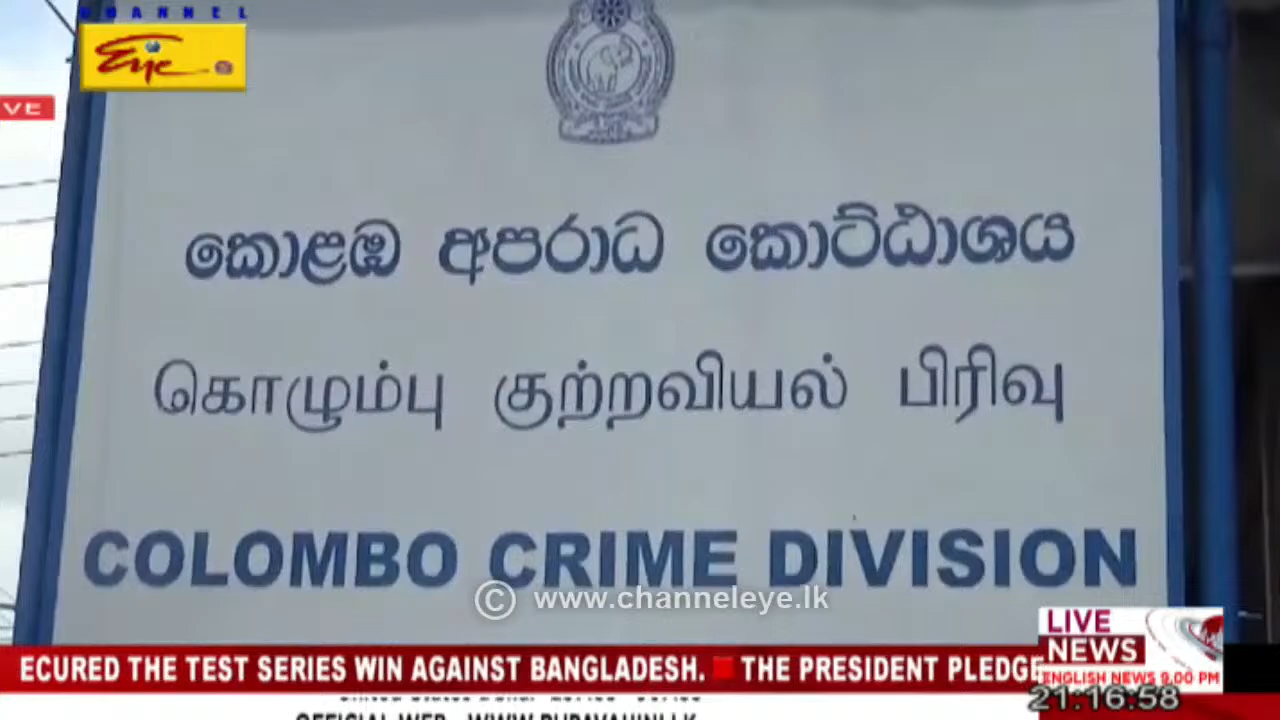 CHANNEL
Eye
VE
කොළඹ අපරාධ කොට්ඨාශය
கொழும்பு குற்றவியல் பிரிவு
COLOMBO CRIME DIVISION
© www.channeleye.lk
LIVE
NEWS
ECURED THE TEST SERIES WIN AGAINST BANGLADESH. ■ THE PRESIDENT PLEDGE
ENGLISH NEWS 9.00 PM
21:16:58